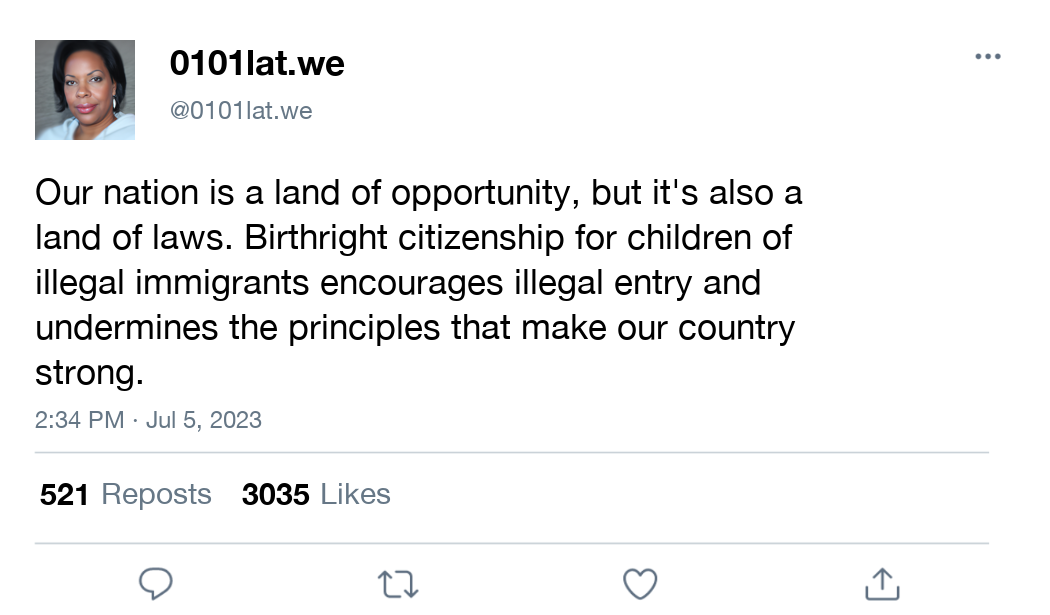 0101lat.we
@0101lat.we
Our nation is a land of opportunity, but it's also a
land of laws. Birthright citizenship for children of
illegal immigrants encourages illegal entry and
undermines the principles that make our country
strong.
2:34 PM · Jul 5, 2023
521 Reposts 3035 Likes